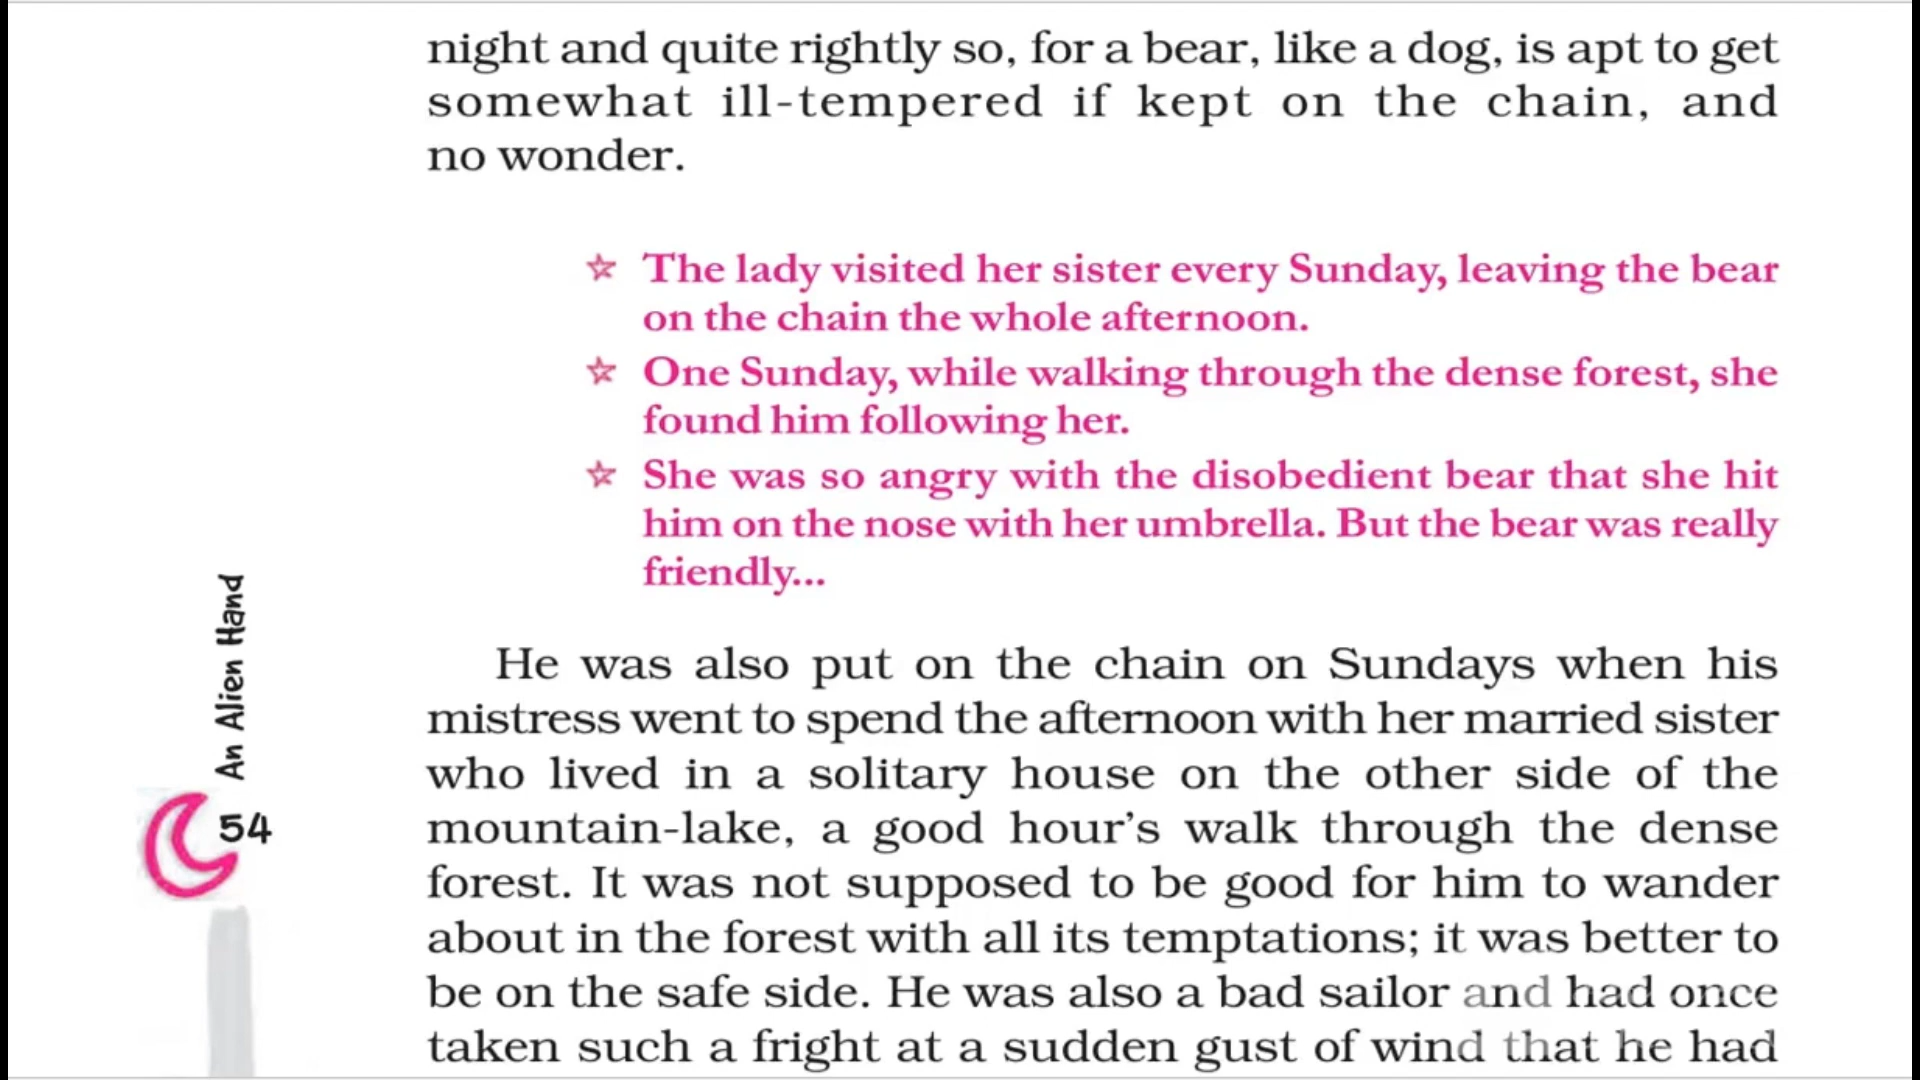 night and quite rightly so, for a bear, like a dog, is apt to get
somewhat ill-tempered if kept on the chain, and
no wonder.
☆ The lady visited her sister every Sunday, leaving the bear
on the chain the whole afternoon.
☆ One Sunday, while walking through the dense forest, she
found him following her.
☆ She was so angry with the disobedient bear that she hit
him on the nose with her umbrella. But the bear was really
friendly...
He was also put on the chain on Sundays when his
mistress went to spend the afternoon with her married sister
who lived in a solitary house on the other side of the
mountain-lake, a good hour's walk through the dense
forest. It was not supposed to be good for him to wander
about in the forest with all its temptations; it was better to
be on the safe side. He was also a bad sailor and had once
taken such a fright at a sudden gust of wind that he had
An Alien Hand
54